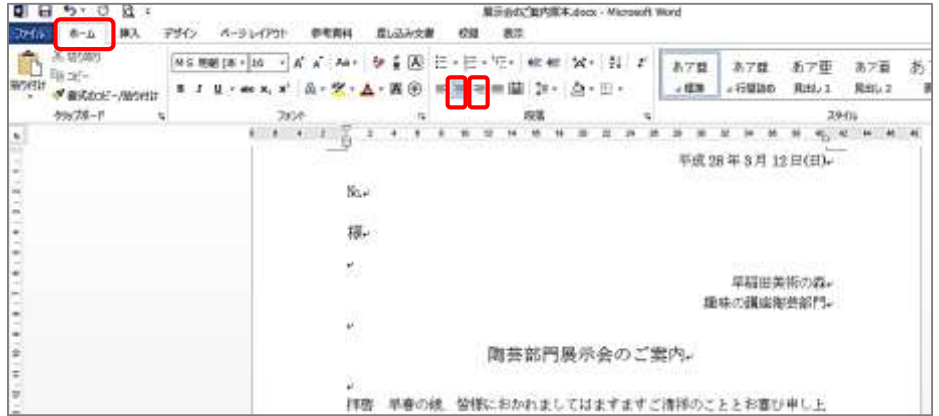 展示会のご案内原本.docx - Microsoft Word
ファイル ホーム 挿入 デザイン ページレイアウト 参考資料 差し込み文書 校閲 表示
切り取り
コピー
貼り付け 書式のコピー/貼り付け
クリップボード フォント 段落 スタイル
標準 行間詰め 見出し 1 見出し 2
平成 28 年 3 月 12 日(日)
No.
様
早稲田美術の森
趣味の講座陶芸部門
陶芸部門展示会のご案内
拝啓 早春の候、皆様におかれましてはますますご清祥のこととお喜び申し上